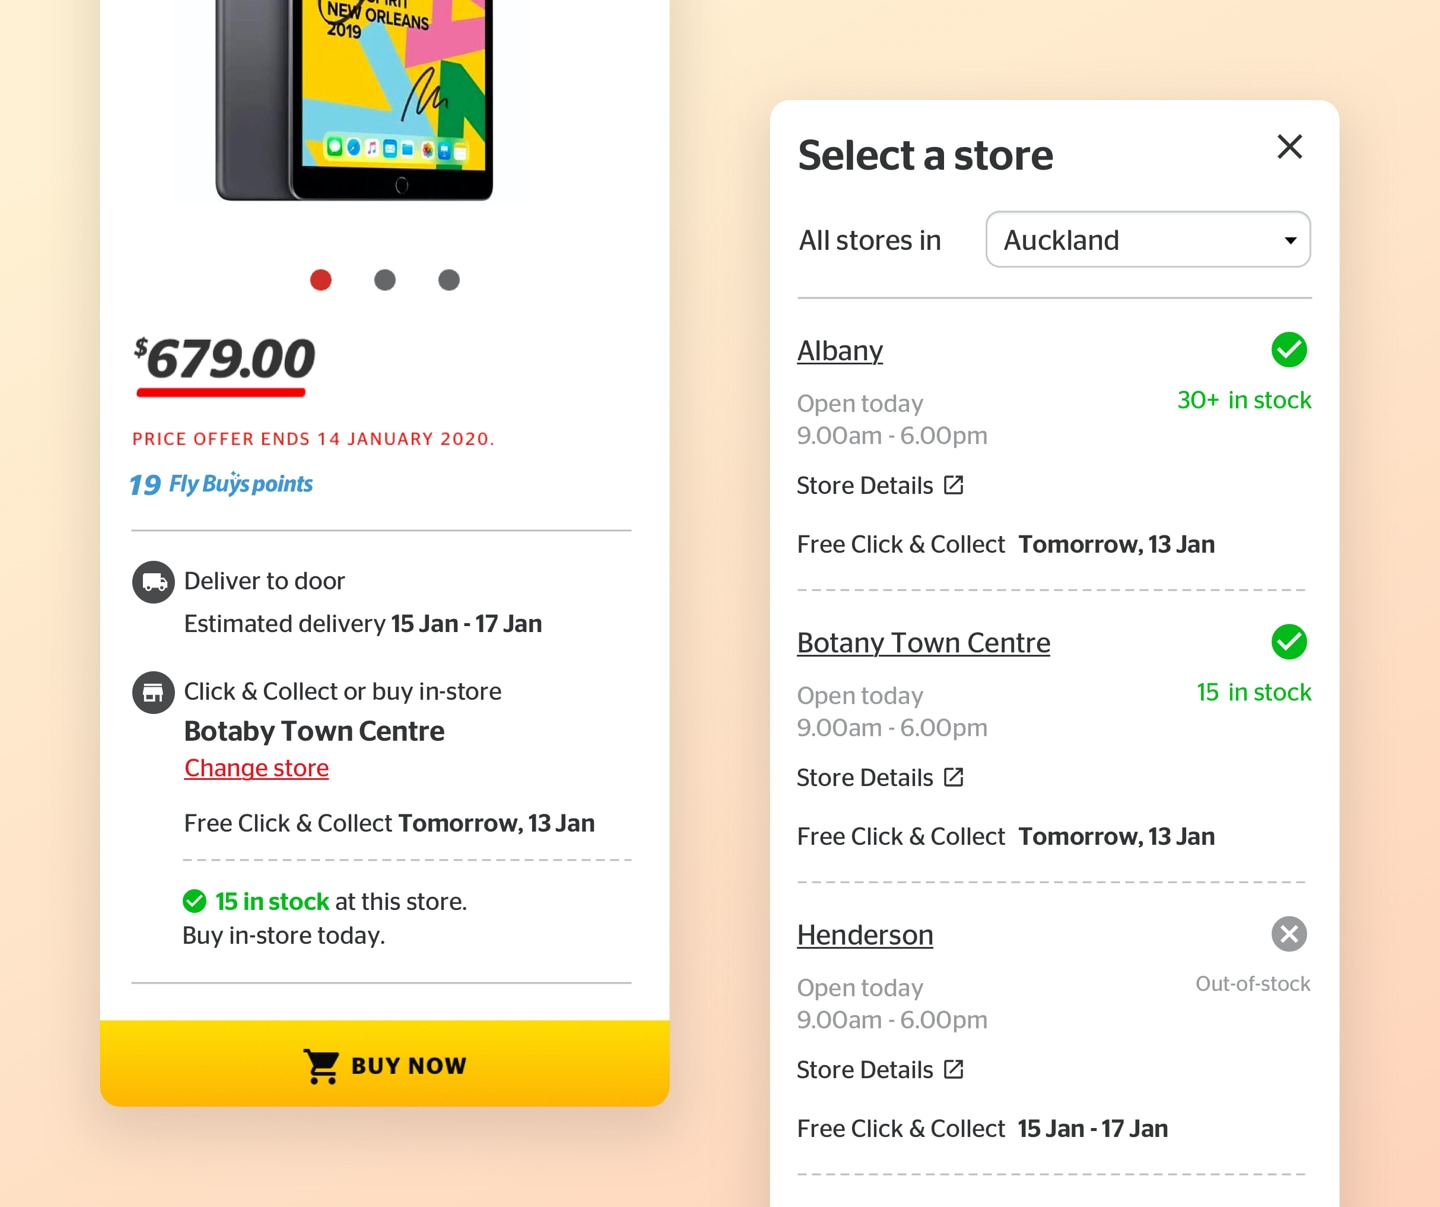 SPIRIT
NEW ORLEANS
2019
$679.00
PRICE OFFER ENDS 14 JANUARY 2020.
19 Fly Buys points
Deliver to door
Estimated delivery 15 Jan - 17 Jan
Click & Collect or buy in-store
Botaby Town Centre
Change store
Free Click & Collect Tomorrow, 13 Jan
15 in stock at this store.
Buy in-store today.
BUY NOW
Select a store
All stores in Auckland
Albany
30+ in stock
Open today
9.00am - 6.00pm
Store Details
Free Click & Collect Tomorrow, 13 Jan
Botany Town Centre
15 in stock
Open today
9.00am - 6.00pm
Store Details
Free Click & Collect Tomorrow, 13 Jan
Henderson
Out-of-stock
Open today
9.00am - 6.00pm
Store Details
Free Click & Collect 15 Jan - 17 Jan